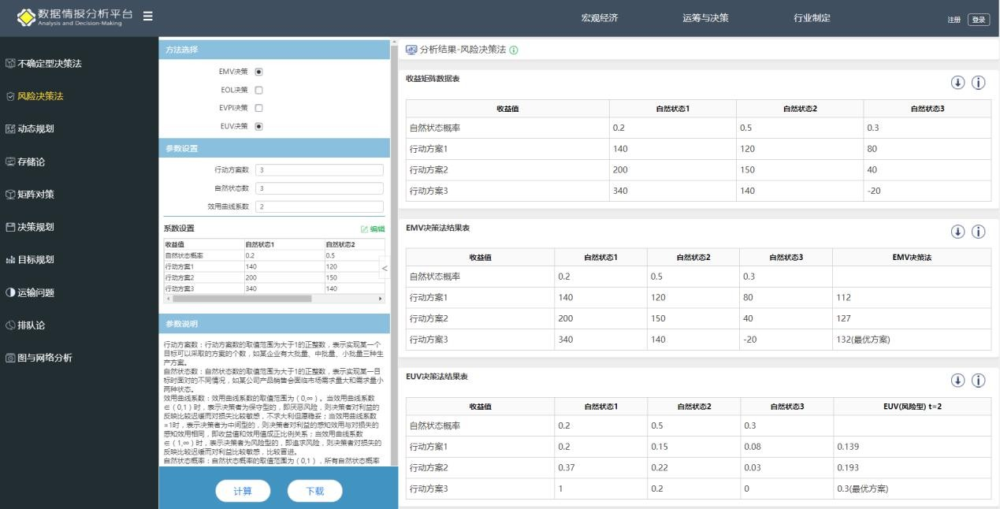 数据情报分析平台
Analysis and Decision-Making
宏观经济 运筹与决策 行业制定
注册 登录
不确定型决策法
风险决策法
动态规划
存储论
矩阵对策
决策规划
目标规划
运输问题
排队论
图与网络分析
方法选择
EMV决策
EOL决策
EVPI决策
EUV决策
参数设置
行动方案数 3
自然状态数 3
效用曲线系数 2
系数设置 编辑
收益值 自然状态1 自然状态2
自然状态概率 0.2 0.5
行动方案1 140 120
行动方案2 200 150
行动方案3 340 140
<
参数说明
行动方案数：行动方案数的取值范围为大于1的正整数，表示实现某一个
目标可以采取的方案的个数，如某企业有大批量、中批量、小批量三种生
产方案。
自然状态数：自然状态数的取值范围为大于1的正整数，表示实现某一目
标时面对的不同情况，如某公司产品销售会面临市场需求量大和需求量小
两种状态。
效用曲线系数：效用曲线系数的取值范围为（0,∞）。当效用曲线系数
∈（0,1）时，表示决策者为保守型的，即厌恶风险，则决策者对利益的
反映比较迟缓而对损失比较敏感，不求大利但愿稳妥；当效用曲线系数
=1时，表示决策者为中间型的，则决策者对利益的感知效用与对损失的
感知效用相同，即收益值和效用值成正比例关系；当效用曲线系数
∈（1,∞）时，表示决策者为风险型的，即追求风险，则决策者对损失的
反映比较迟缓而对利益比较敏感，比较冒进。
自然状态概率：自然状态概率的取值范围为（0,1），所有自然状态概率
计算 下载
分析结果-风险决策法
收益矩阵数据表
收益值 自然状态1 自然状态2 自然状态3
自然状态概率 0.2 0.5 0.3
行动方案1 140 120 80
行动方案2 200 150 40
行动方案3 340 140 -20
EMV决策法结果表
收益值 自然状态1 自然状态2 自然状态3 EMV决策法
自然状态概率 0.2 0.5 0.3
行动方案1 140 120 80 112
行动方案2 200 150 40 127
行动方案3 340 140 -20 132(最优方案)
EUV决策法结果表
收益值 自然状态1 自然状态2 自然状态3 EUV(风险型) t=2
自然状态概率 0.2 0.5 0.3
行动方案1 0.2 0.15 0.08 0.139
行动方案2 0.37 0.22 0.03 0.193
行动方案3 1 0.2 0 0.3(最优方案)